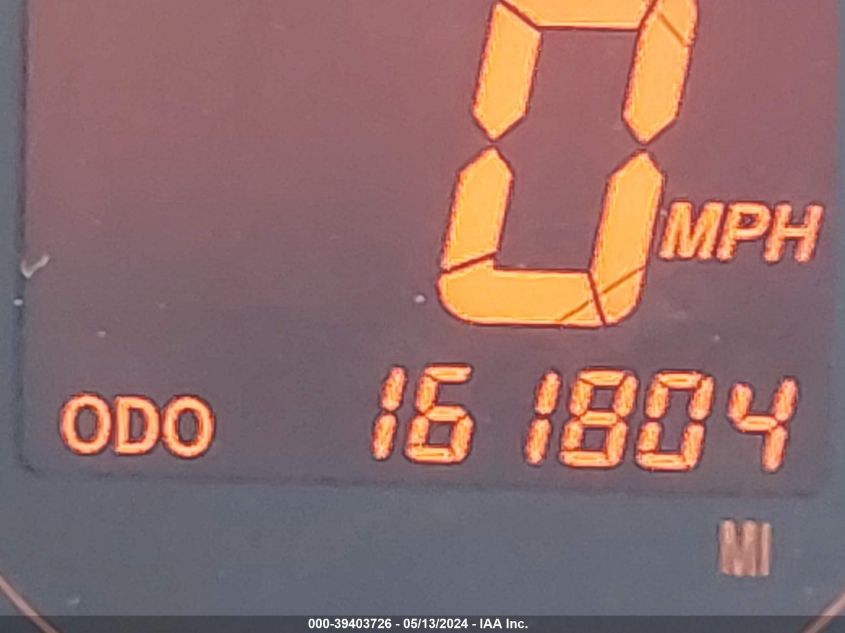 0 MPH
ODO 161804
MI
000-39403726 - 05/13/2024 - IAA Inc.